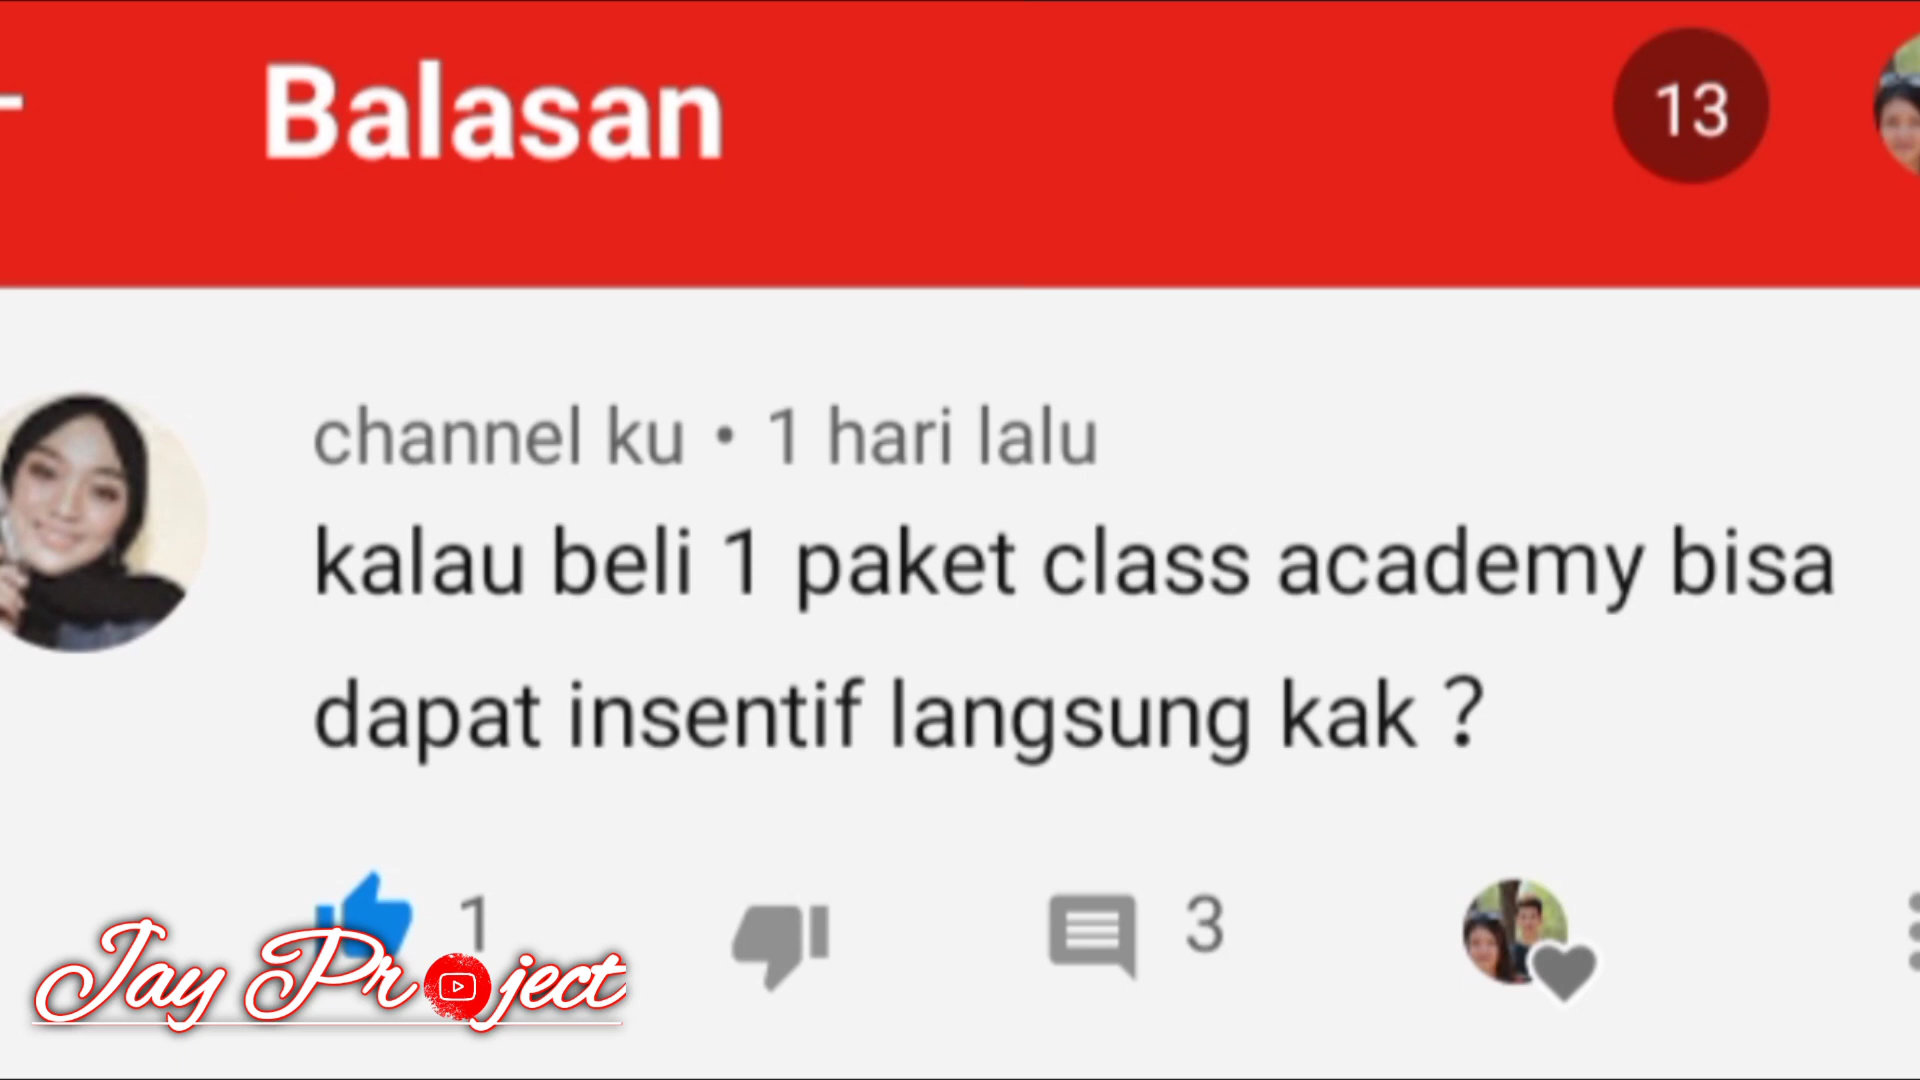 Balasan
13
channel ku • 1 hari lalu
kalau beli 1 paket class academy bisa
dapat insentif langsung kak ?
1
3
Jay Project